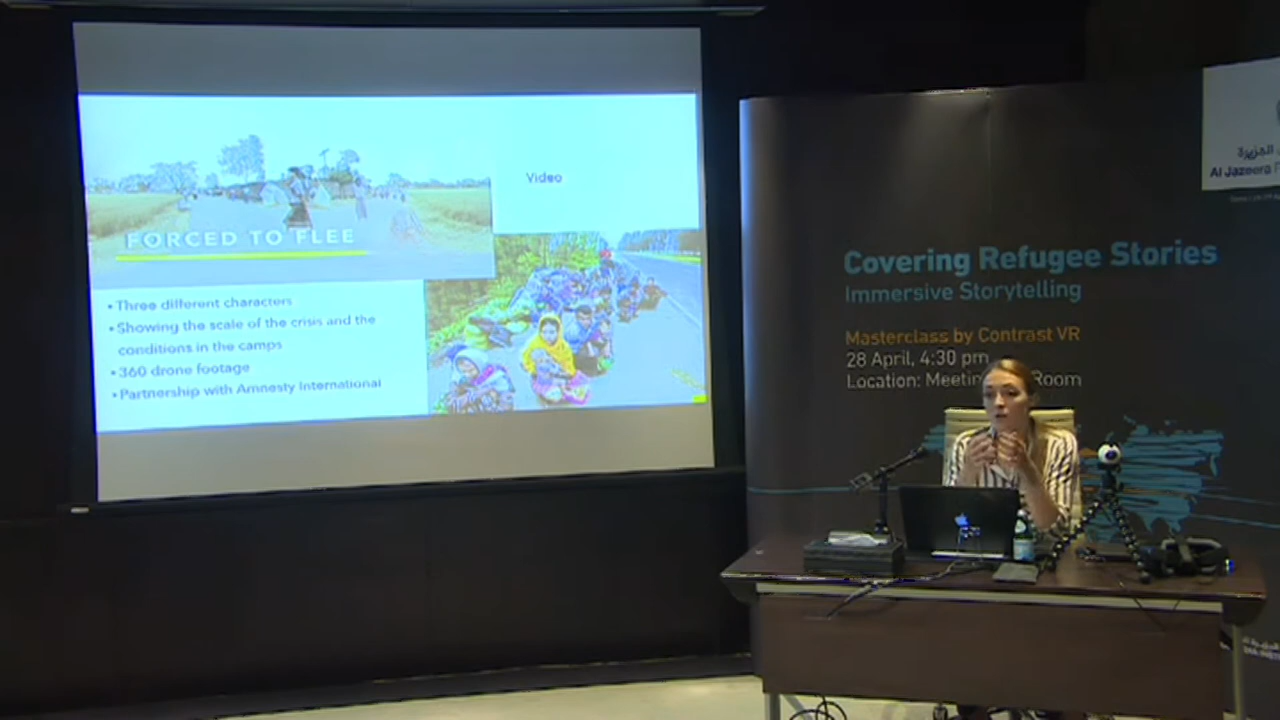 Video
FORCED TO FLEE
• Three different characters
• Showing the scale of the crisis and the
conditions in the camps
• 360 drone footage
• Partnership with Amnesty International
الجزيرة
Al Jazeera
Covering Refugee Stories
Immersive Storytelling
Masterclass by Contrast VR
28 April, 4:30 pm
Location: Room